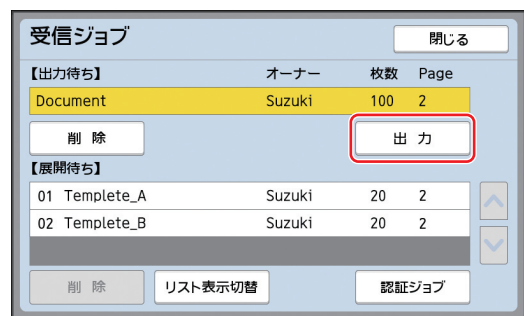 受信ジョブ 閉じる
【出力待ち】 オーナー 枚数 Page
Document Suzuki 100 2
削 除 出 力
【展開待ち】
01 Templete_A Suzuki 20 2
02 Templete_B Suzuki 20 2
削 除 リスト表示切替 認証ジョブ